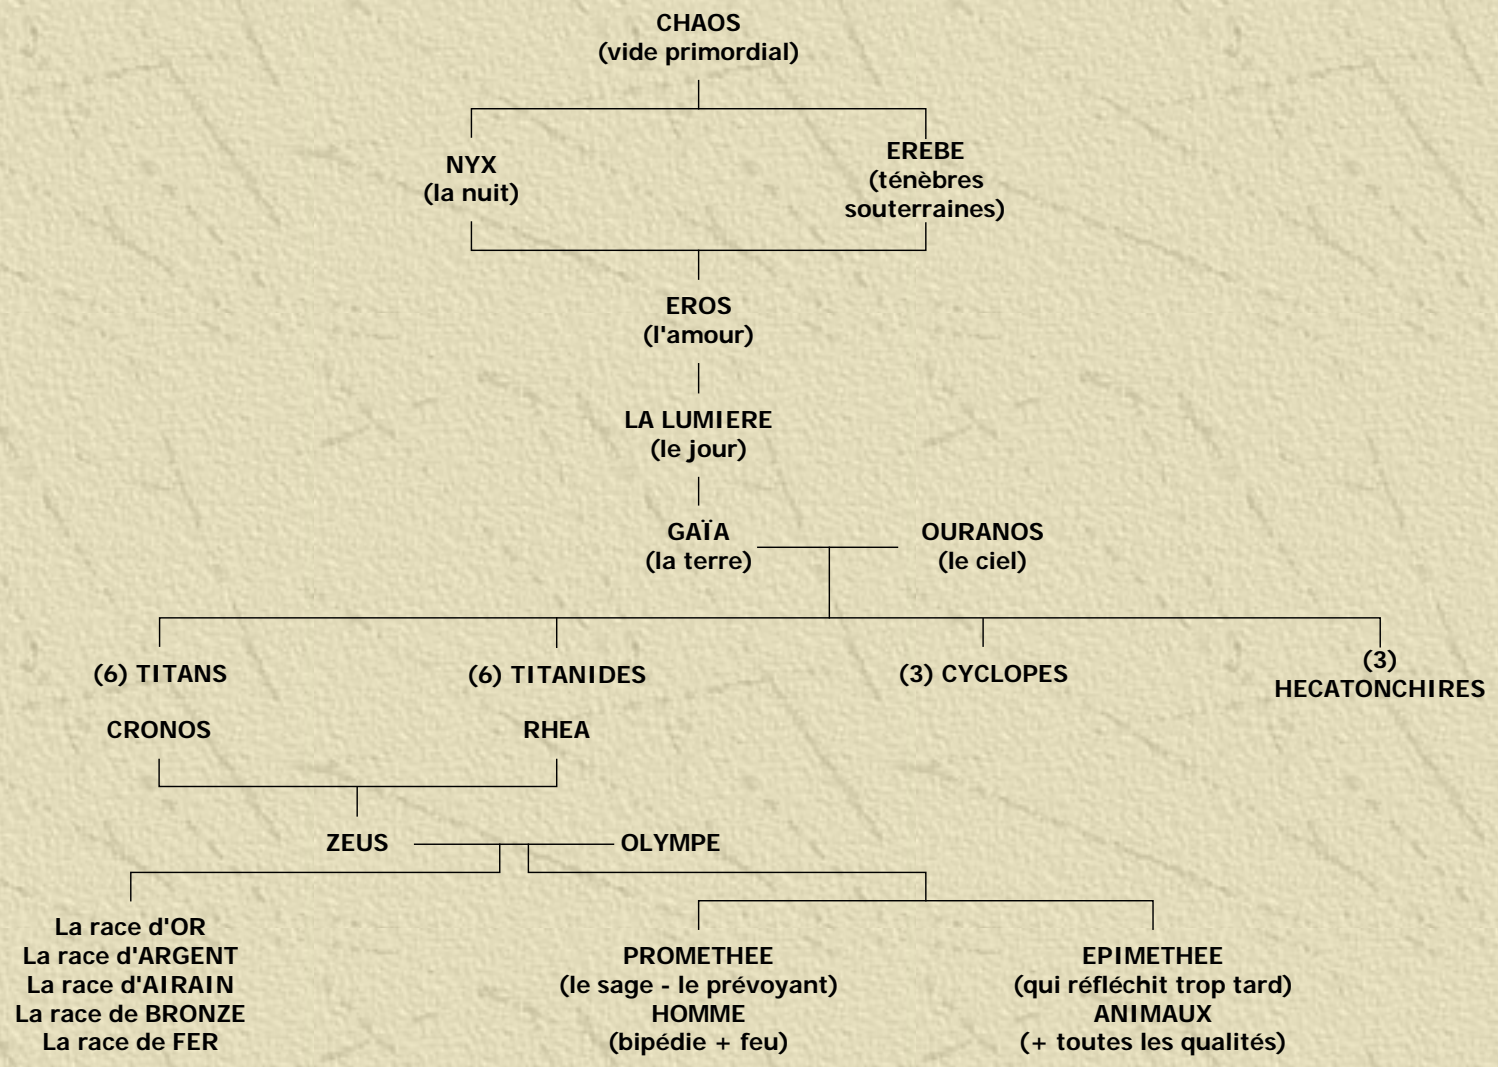 CHAOS
(vide primordial)
NYX
(la nuit)
EREBE
(ténèbres
souterraines)
EROS
(l'amour)
LA LUMIERE
(le jour)
GAÏA
(la terre)
OURANOS
(le ciel)
(6) TITANS
(6) TITANIDES
(3) CYCLOPES
(3)
HECATONCHIRES
CRONOS
RHEA
ZEUS
OLYMPE
La race d'OR
La race d'ARGENT
La race d'AIRAIN
La race de BRONZE
La race de FER
PROMETHEE
(le sage - le prévoyant)
HOMME
(bipédie + feu)
EPIMETHEE
(qui réfléchit trop tard)
ANIMAUX
(+ toutes les qualités)